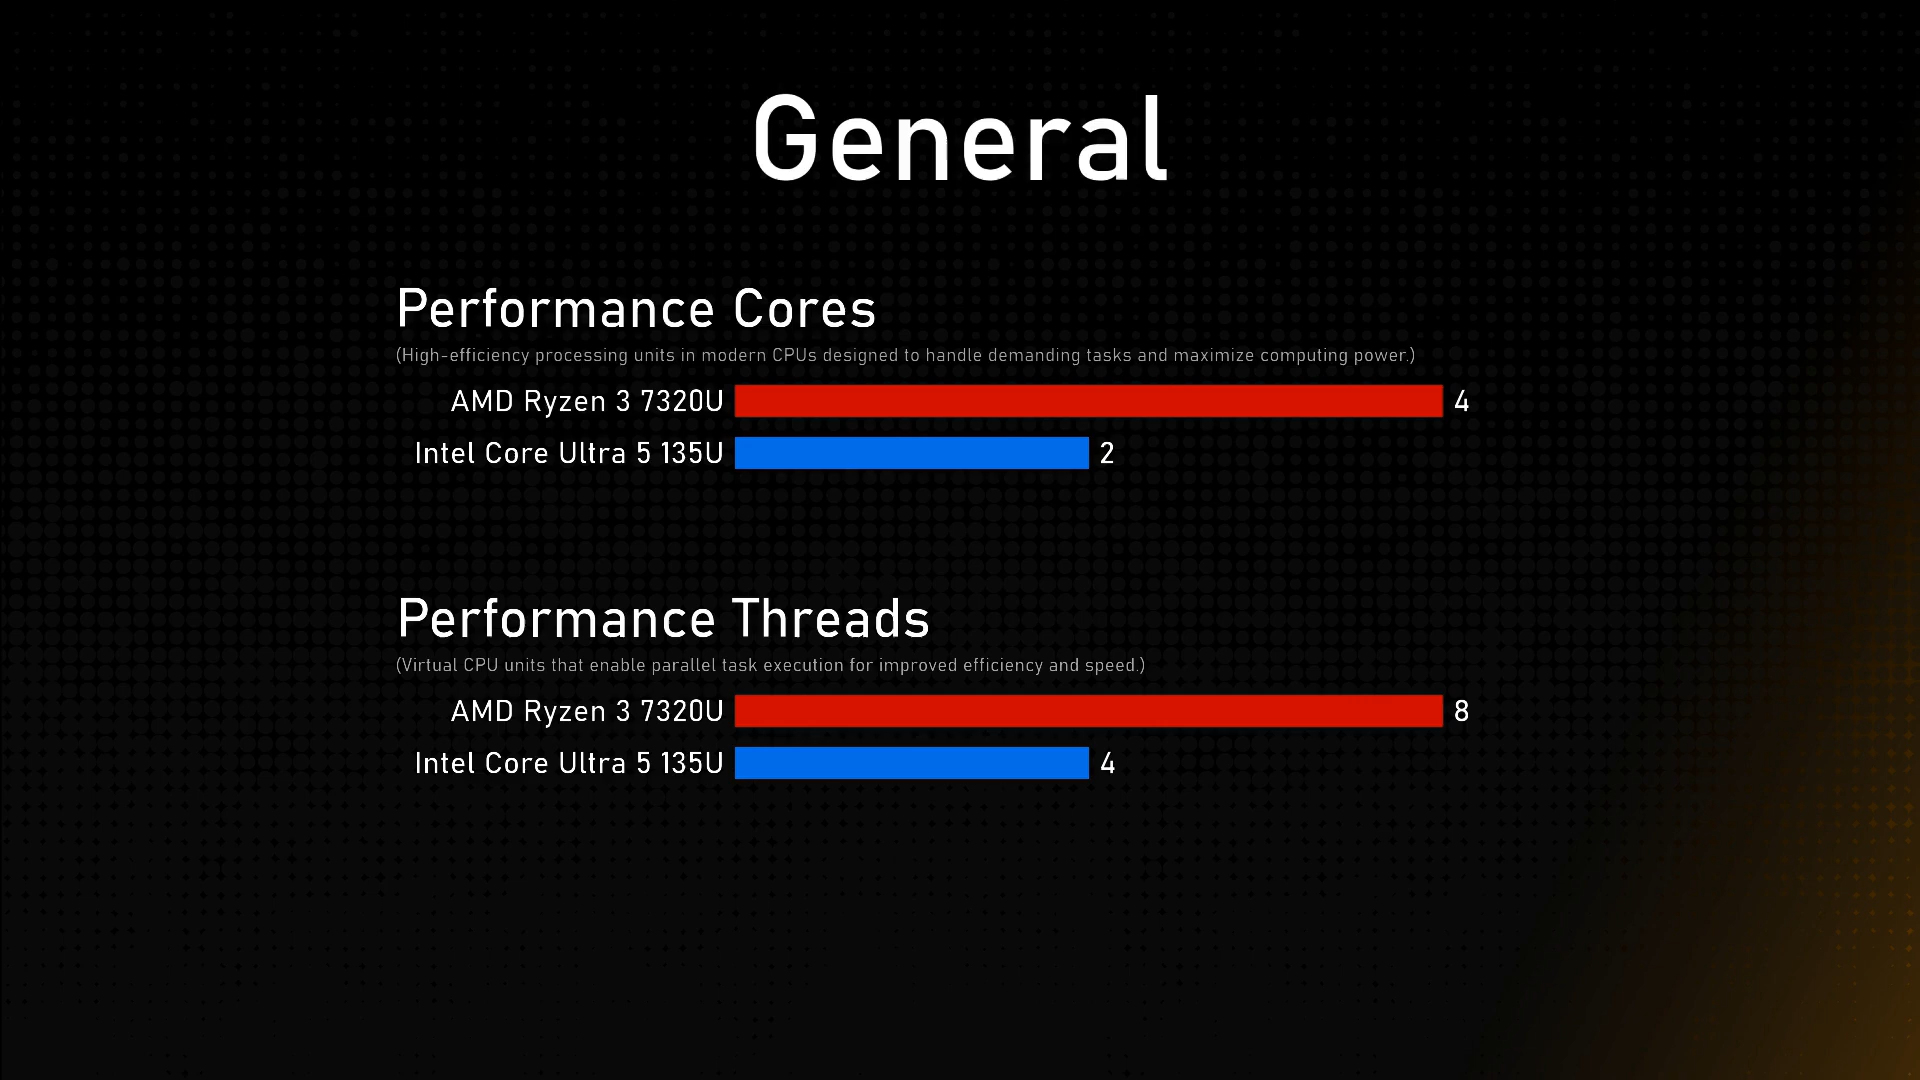 General
Performance Cores
(High-efficiency processing units in modern CPUs designed to handle demanding tasks and maximize computing power.)
AMD Ryzen 3 7320U 4
Intel Core Ultra 5 135U 2
Performance Threads
(Virtual CPU units that enable parallel task execution for improved efficiency and speed.)
AMD Ryzen 3 7320U 8
Intel Core Ultra 5 135U 4